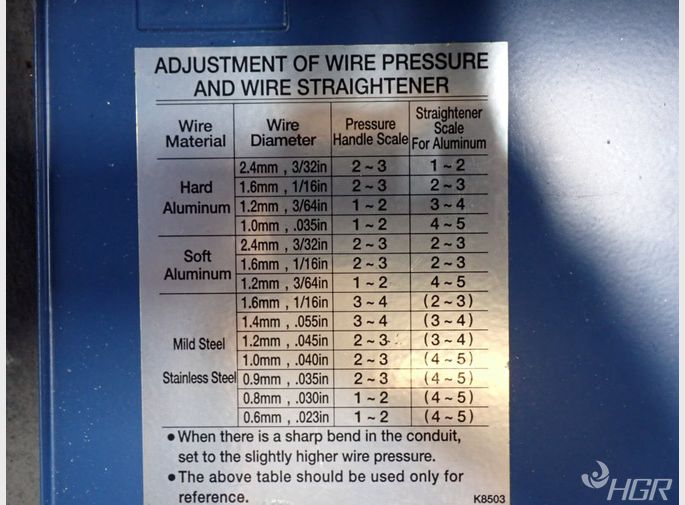 ADJUSTMENT OF WIRE PRESSURE
AND WIRE STRAIGHTENER
Wire Material | Wire Diameter | Pressure Handle Scale | Straightener Scale For Aluminum
Hard Aluminum | 2.4mm , 3/32in | 2 ~ 3 | 1 ~ 2
1.6mm , 1/16in | 2 ~ 3 | 2 ~ 3
1.2mm , 3/64in | 1 ~ 2 | 3 ~ 4
1.0mm , .035in | 1 ~ 2 | 4 ~ 5
Soft Aluminum | 2.4mm , 3/32in | 2 ~ 3 | 2 ~ 3
1.6mm , 1/16in | 2 ~ 3 | 2 ~ 3
1.2mm , 3/64in | 1 ~ 2 | 4 ~ 5
Mild Steel Stainless Steel | 1.6mm , 1/16in | 3 ~ 4 | (2 ~ 3)
1.4mm , .055in | 3 ~ 4 | (3 ~ 4)
1.2mm , .045in | 2 ~ 3 | (3 ~ 4)
1.0mm , .040in | 2 ~ 3 | (4 ~ 5)
0.9mm , .035in | 2 ~ 3 | (4 ~ 5)
0.8mm , .030in | 1 ~ 2 | (4 ~ 5)
0.6mm , .023in | 1 ~ 2 | (4 ~ 5)
● When there is a sharp bend in the conduit,
set to the slightly higher wire pressure.
● The above table should be used only for
reference.
K8503
HGR